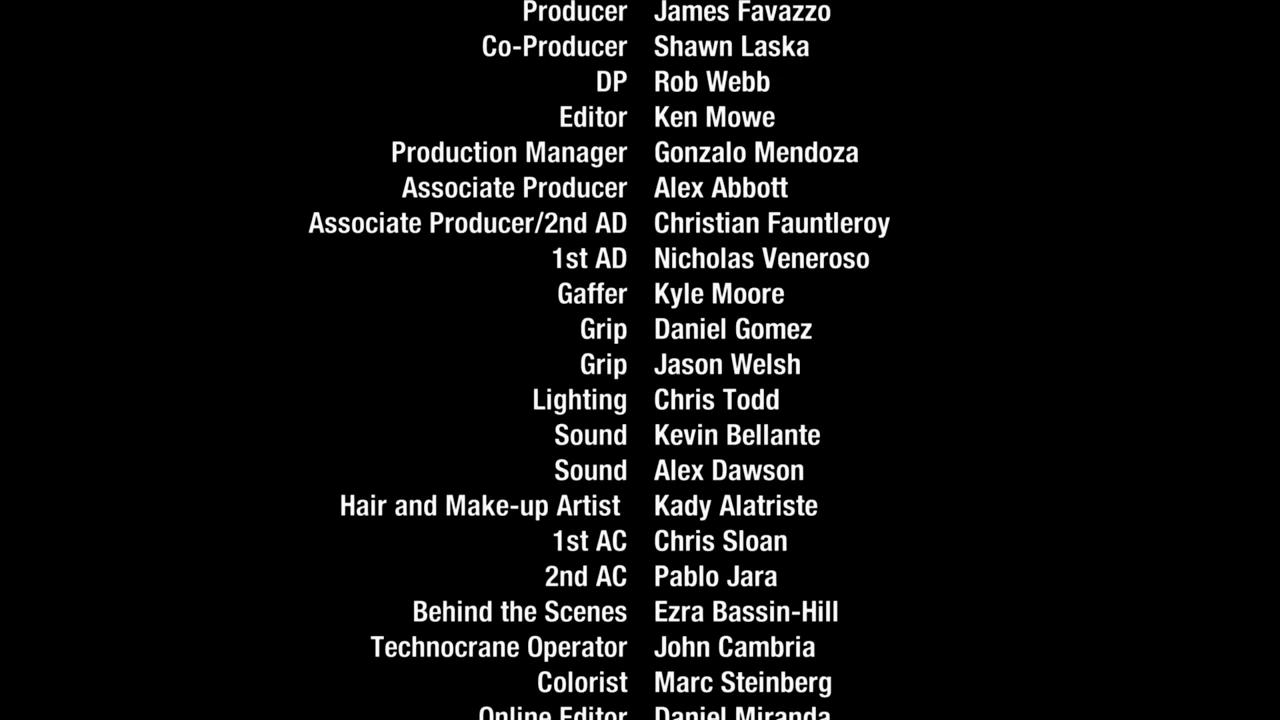 Producer James Favazzo
Co-Producer Shawn Laska
DP Rob Webb
Editor Ken Mowe
Production Manager Gonzalo Mendoza
Associate Producer Alex Abbott
Associate Producer/2nd AD Christian Fauntleroy
1st AD Nicholas Veneroso
Gaffer Kyle Moore
Grip Daniel Gomez
Grip Jason Welsh
Lighting Chris Todd
Sound Kevin Bellante
Sound Alex Dawson
Hair and Make-up Artist Kady Alatriste
1st AC Chris Sloan
2nd AC Pablo Jara
Behind the Scenes Ezra Bassin-Hill
Technocrane Operator John Cambria
Colorist Marc Steinberg
Online Editor Daniel Miranda